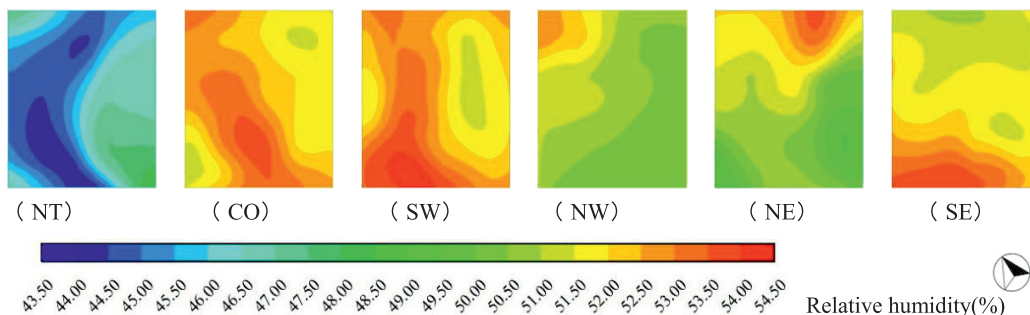 ( NT) ( CO) ( SW) ( NW) ( NE) ( SE)
43.50 44.00 44.50 45.00 45.50 46.00 46.50 47.00 47.50 48.00 48.50 49.00 49.50 50.00 50.50 51.00 51.50 52.00 52.50 53.00 53.50 54.00 54.50
Relative humidity(%)